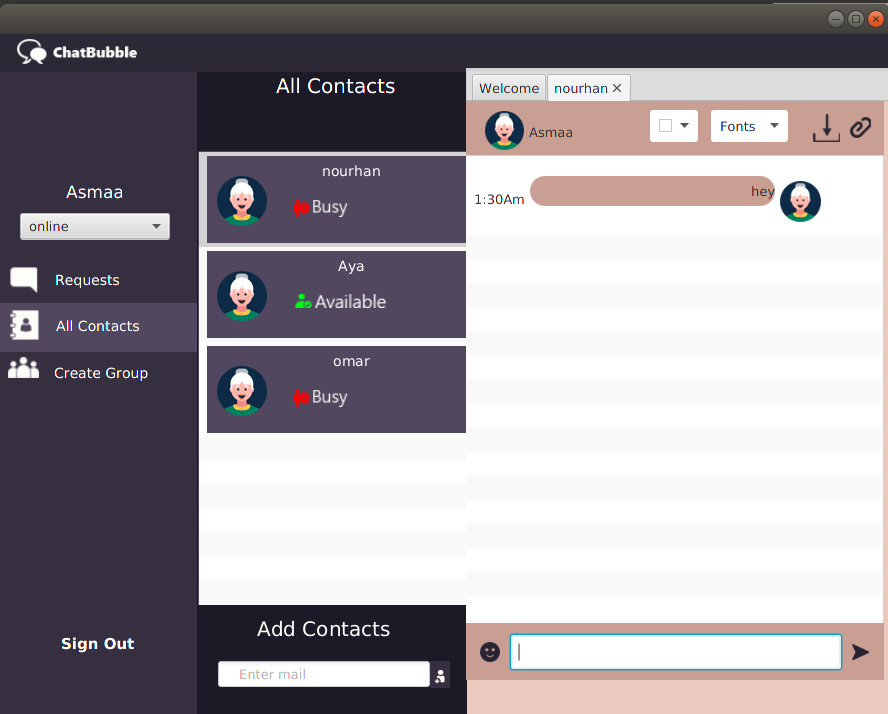 ChatBubble
Asmaa
online
Requests
All Contacts
Create Group
Sign Out
All Contacts
nourhan
Busy
Aya
Available
omar
Busy
Add Contacts
Enter mail
Welcome
nourhan
Asmaa
Fonts
1:30Am
hey